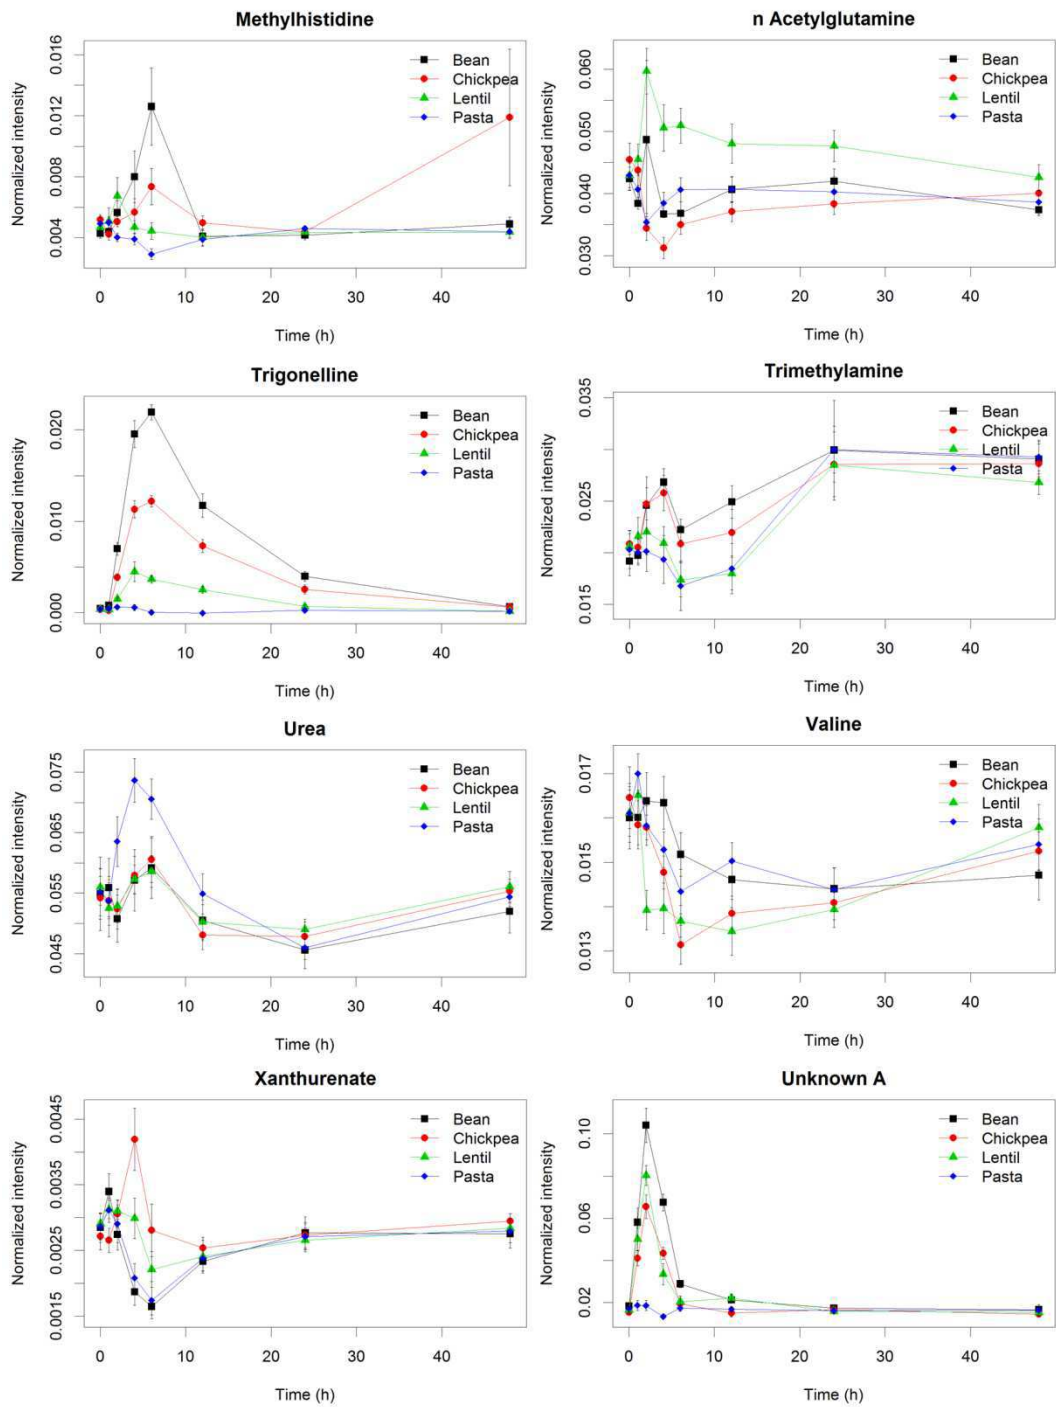 Methylhistidine
Normalized intensity
0.016
0.012
0.008
0.004
Bean
Chickpea
Lentil
Pasta
0 10 20 30 40
Time (h)
n Acetylglutamine
Normalized intensity
0.060
0.050
0.040
0.030
Bean
Chickpea
Lentil
Pasta
0 10 20 30 40
Time (h)
Trigonelline
Normalized intensity
0.020
0.010
0.000
Bean
Chickpea
Lentil
Pasta
0 10 20 30 40
Time (h)
Trimethylamine
Normalized intensity
0.035
0.025
0.015
Bean
Chickpea
Lentil
Pasta
0 10 20 30 40
Time (h)
Urea
Normalized intensity
0.075
0.065
0.055
0.045
Bean
Chickpea
Lentil
Pasta
0 10 20 30 40
Time (h)
Valine
Normalized intensity
0.017
0.015
0.013
Bean
Chickpea
Lentil
Pasta
0 10 20 30 40
Time (h)
Xanthurenate
Normalized intensity
0.0045
0.0035
0.0025
0.0015
Bean
Chickpea
Lentil
Pasta
0 10 20 30 40
Time (h)
Unknown A
Normalized intensity
0.10
0.06
0.02
Bean
Chickpea
Lentil
Pasta
0 10 20 30 40
Time (h)